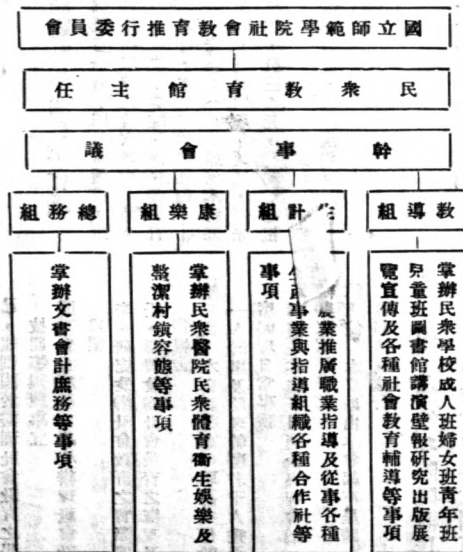 國立師範學院社會教育推行委員會
民衆教育館主任
幹事會議
教導組
生計組
康樂組
總務組
掌辦民衆學校成人班婦女班青年班
兒童班圖書館講演壁報研究出版展
覽宣傳及各種社會教育輔導等事項
農業推廣職業指導及從事各種
事業與指導組織各種合作社等
事項
掌辦民衆醫院民衆體育衞生娛樂及
整潔村鎮容態等事項
掌辦文書會計庶務等事項